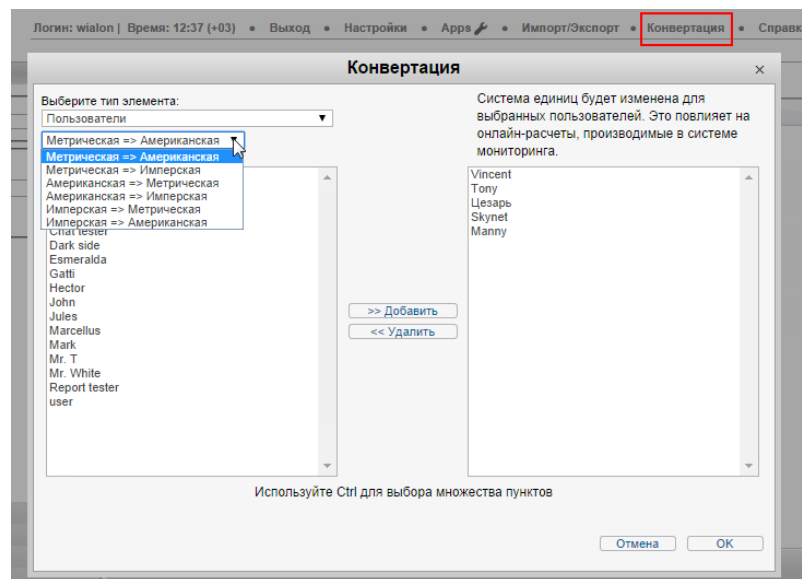 Логин: wialon | Время: 12:37 (+03) • Выход • Настройки • Apps • Импорт/Экспорт • Конвертация •
Конвертация ×
Выберите тип элемента:
Пользователи
Метрическая => Американская
Метрическая => Американская
Метрическая => Имперская
Американская => Метрическая
Американская => Имперская
Имперская => Метрическая
Имперская => Американская
Chat tester
Dark side
Esmeralda
Gatti
Hector
John
Jules
Marcellus
Mark
Mr. T
Mr. White
Report tester
user
>> Добавить
<< Удалить
Система единиц будет изменена для
выбранных пользователей. Это повлияет на
онлайн-расчеты, производимые в системе
мониторинга.
Vincent
Tony
Цезарь
Skynet
Manny
Используйте Ctrl для выбора множества пунктов
Отмена
OK